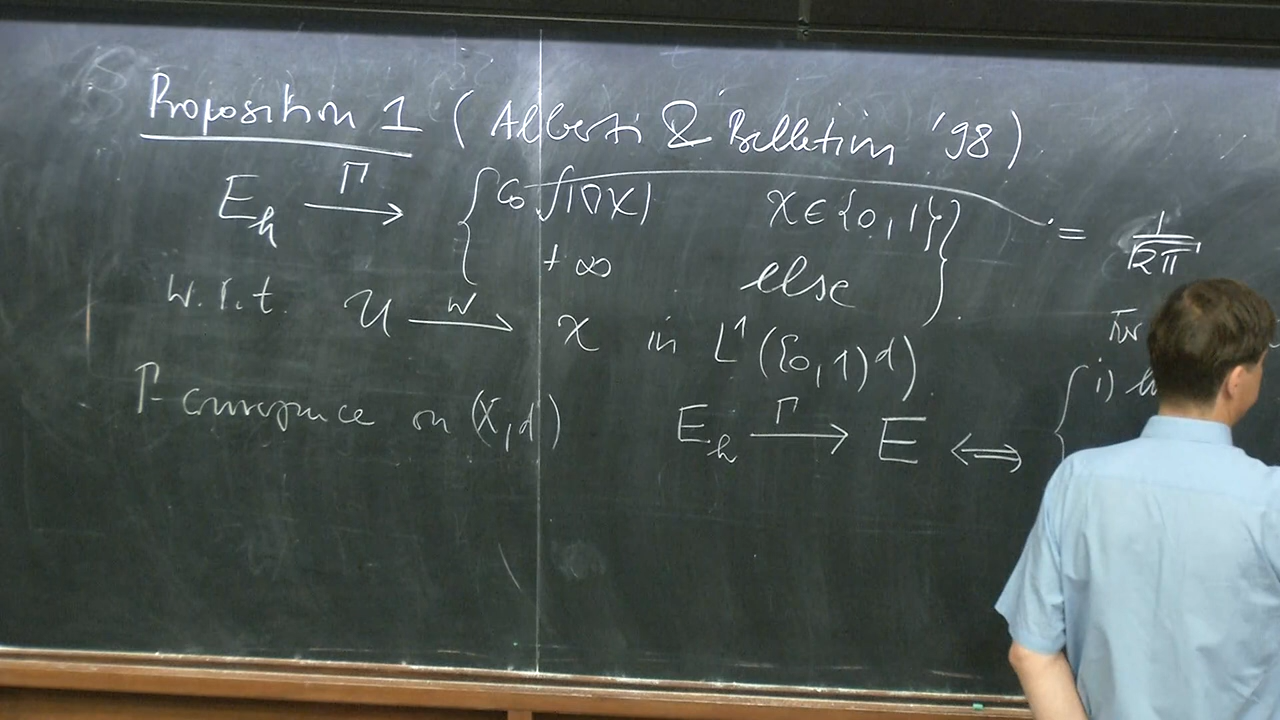 Proposition 1 (Alberti & Bellettini '98)
E_h —Γ→ { c₀ ∫|∇χ| χ∈{0,1} } = 1/√2π
+∞ else
w.r.t. u —w→ χ in L¹([0,1)^d)
Γ-convergence on (X,d) E_h —Γ→ E ⟺ { i)